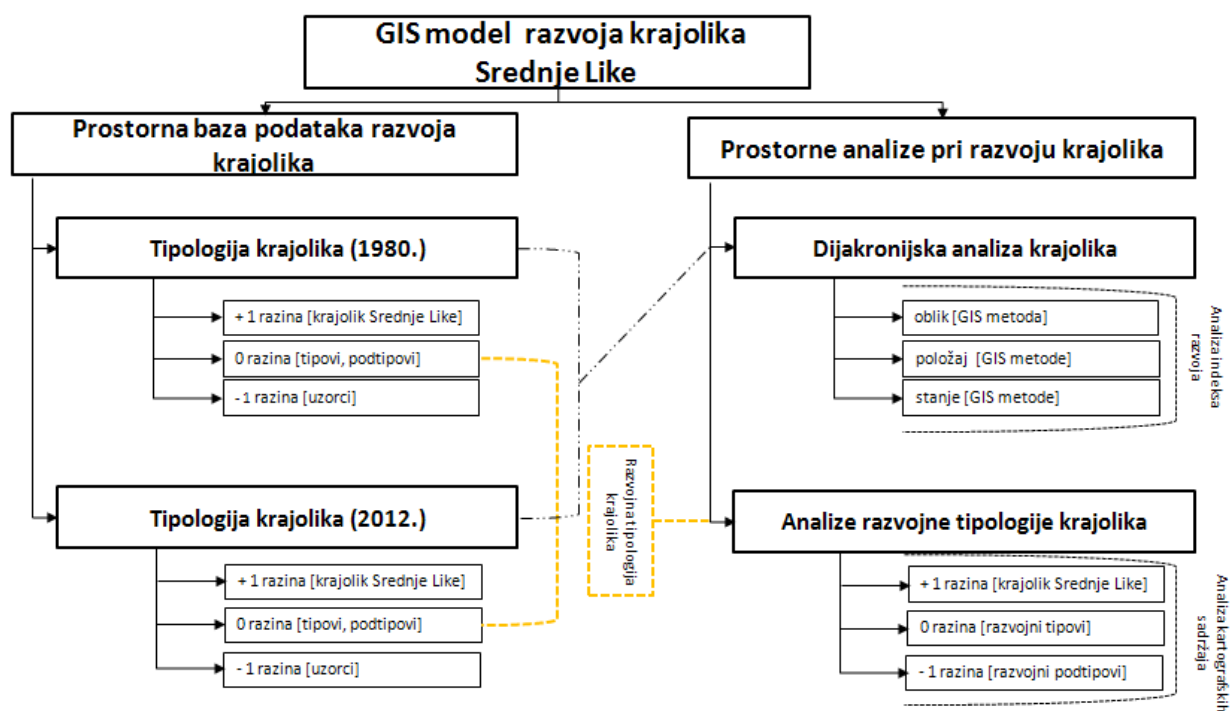 GIS model razvoja krajolika
Srednje Like
Prostorna baza podataka razvoja
krajolika
Tipologija krajolika (1980.)
+ 1 razina [krajolik Srednje Like]
0 razina [tipovi, podtipovi]
- 1 razina [uzorci]
Tipologija krajolika (2012.)
+ 1 razina [krajolik Srednje Like]
0 razina [tipovi, podtipovi]
- 1 razina [uzorci]
Razvojna tipologija
krajolika
Prostorne analize pri razvoju krajolika
Dijakronijska analiza krajolika
oblik [GIS metoda]
položaj [GIS metode]
stanje [GIS metode]
Analiza indeksa
razvoja
Analize razvojne tipologije krajolika
+ 1 razina [krajolik Srednje Like]
0 razina [razvojni tipovi]
- 1 razina [razvojni podtipovi]
Analiza kartografskih
sadržaja